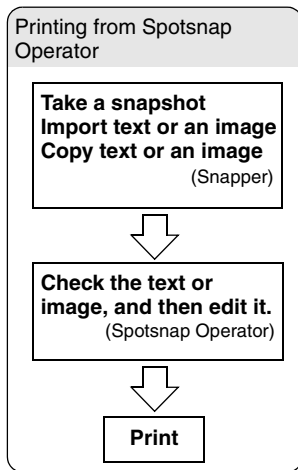 Printing from Spotsnap
Operator
Take a snapshot
Import text or an image
Copy text or an image
(Snapper)
Check the text or
image, and then edit it.
(Spotsnap Operator)
Print